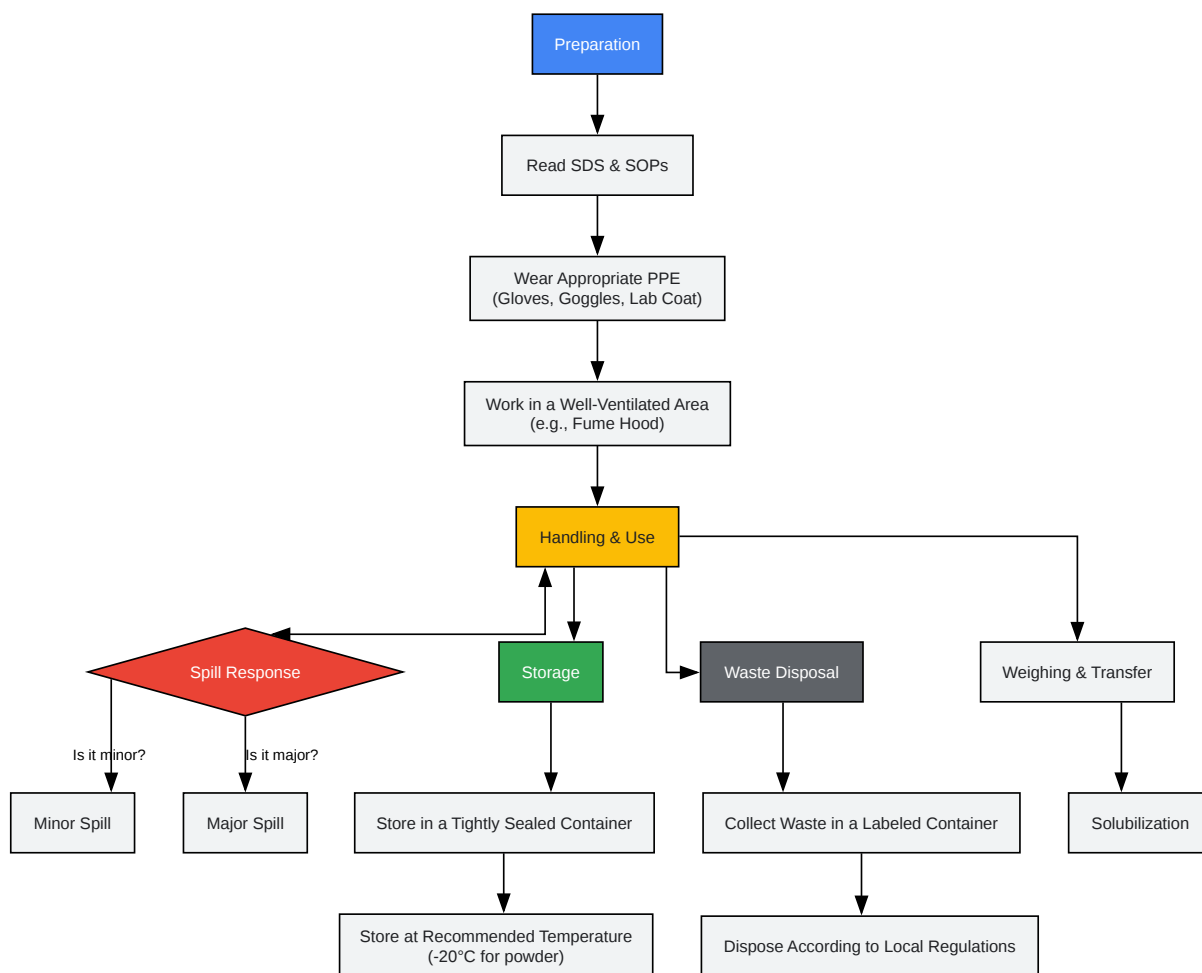 Preparation
Read SDS & SOPs
Wear Appropriate PPE
(Gloves, Goggles, Lab Coat)
Work in a Well-Ventilated Area
(e.g., Fume Hood)
Handling & Use
Spill Response
Storage
Waste Disposal
Weighing & Transfer
Is it minor?
Is it major?
Minor Spill
Major Spill
Store in a Tightly Sealed Container
Collect Waste in a Labeled Container
Solubilization
Store at Recommended Temperature
(-20°C for powder)
Dispose According to Local Regulations